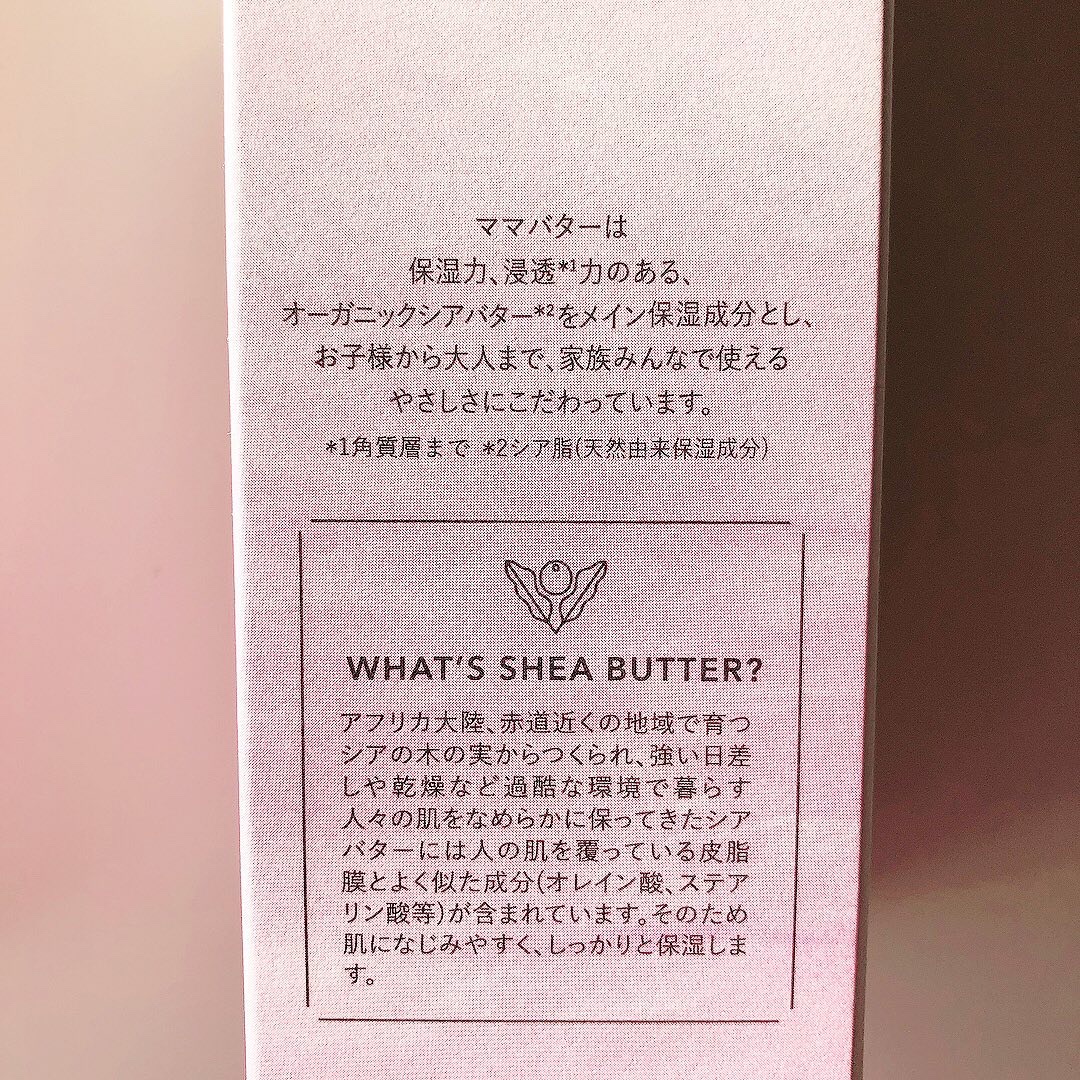 ママバターは
保湿力、浸透*¹力のある、
オーガニックシアバター*²をメイン保湿成分とし、
お子様から大人まで、家族みんなで使える
やさしさにこだわっています。
*1角質層まで *2シア脂(天然由来保湿成分)
WHAT'S SHEA BUTTER?
アフリカ大陸、赤道近くの地域で育つ
シアの木の実からつくられ、強い日差
しや乾燥など過酷な環境で暮らす
人々の肌をなめらかに保ってきたシア
バターには人の肌を覆っている皮脂
膜とよく似た成分(オレイン酸、ステア
リン酸等)が含まれています。そのため
肌になじみやすく、しっかりと保湿しま
す。